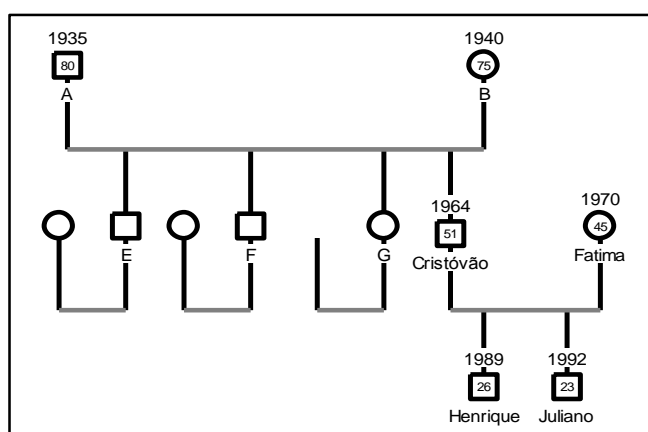 1935 1940
80 75
A B
1964 1970
51 45
E F G Cristóvão Fatima
1989 1992
26 23
Henrique Juliano